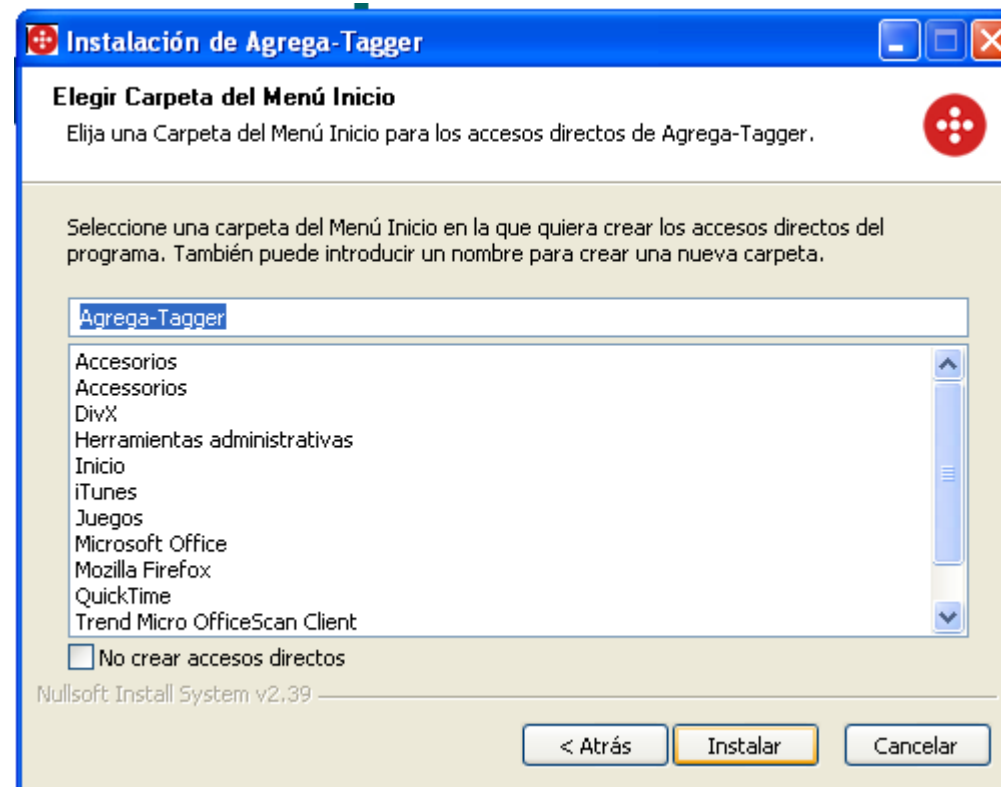 Instalación de Agrega-Tagger
Elegir Carpeta del Menú Inicio
Elija una Carpeta del Menú Inicio para los accesos directos de Agrega-Tagger.
Seleccione una carpeta del Menú Inicio en la que quiera crear los accesos directos del
programa. También puede introducir un nombre para crear una nueva carpeta.
Agrega-Tagger
Accesorios
Accessorios
DivX
Herramientas administrativas
Inicio
iTunes
Juegos
Microsoft Office
Mozilla Firefox
QuickTime
Trend Micro OfficeScan Client
No crear accesos directos
Nullsoft Install System v2.39
< Atrás Instalar Cancelar